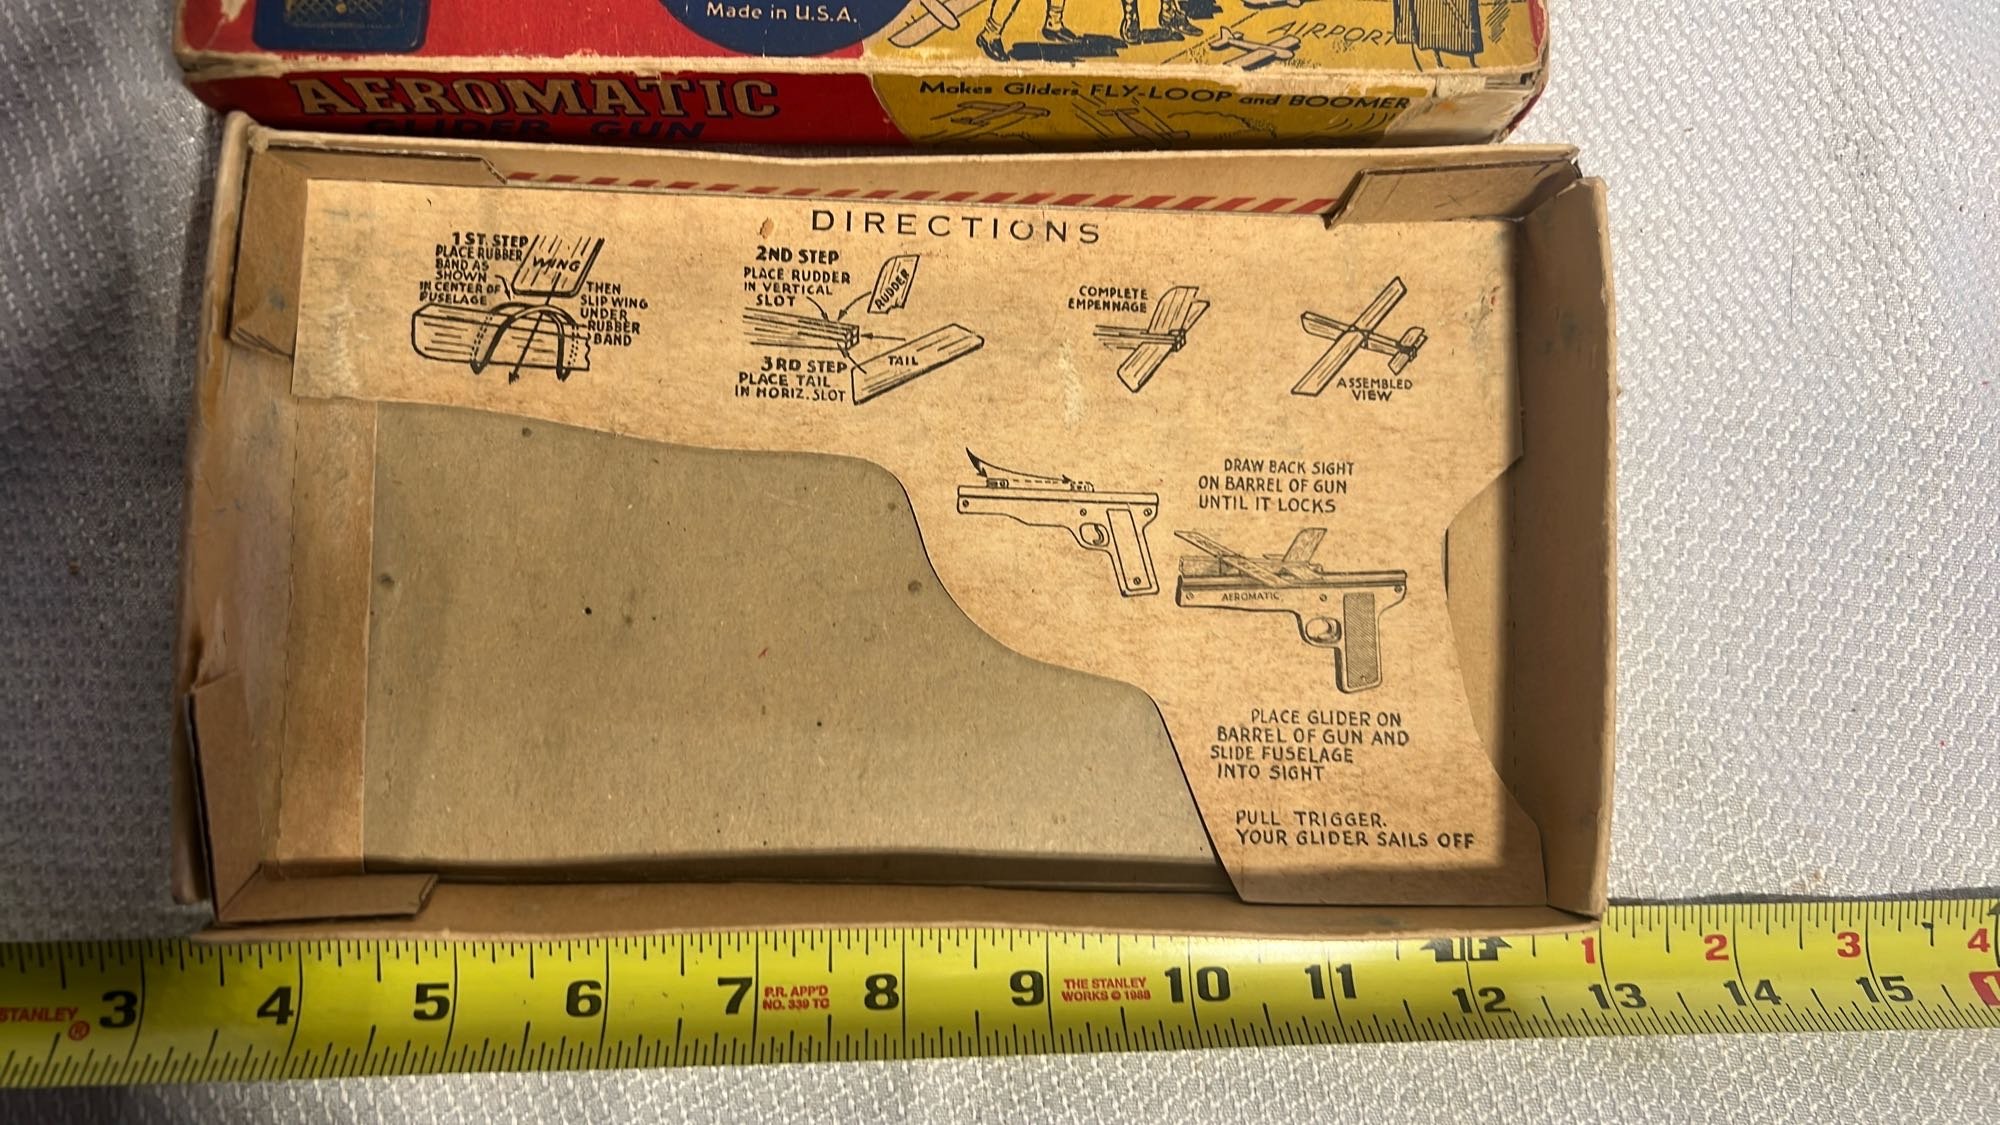 Made in U.S.A.
AIRPORT
AEROMATIC
GLIDER GUN
Makes Gliders FLY-LOOP and BOOMER
DIRECTIONS
1ST. STEP
PLACE RUBBER
BAND AS
SHOWN
IN CENTER OF
FUSELAGE
WING
THEN
SLIP WING
UNDER
RUBBER
BAND
2ND STEP
PLACE RUDDER
IN VERTICAL
SLOT
RUDDER
3RD STEP
PLACE TAIL
IN HORIZ. SLOT
TAIL
COMPLETE
EMPENNAGE
ASSEMBLED
VIEW
DRAW BACK SIGHT
ON BARREL OF GUN
UNTIL IT LOCKS
AEROMATIC
PLACE GLIDER ON
BARREL OF GUN AND
SLIDE FUSELAGE
INTO SIGHT
PULL TRIGGER.
YOUR GLIDER SAILS OFF
1F 1 2 3 4
STANLEY ® 3 4 5 6 7 P.R. APP'D 8 9 THE STANLEY 10 11 12 13 14 15
NO. 339 TC WORKS © 1988